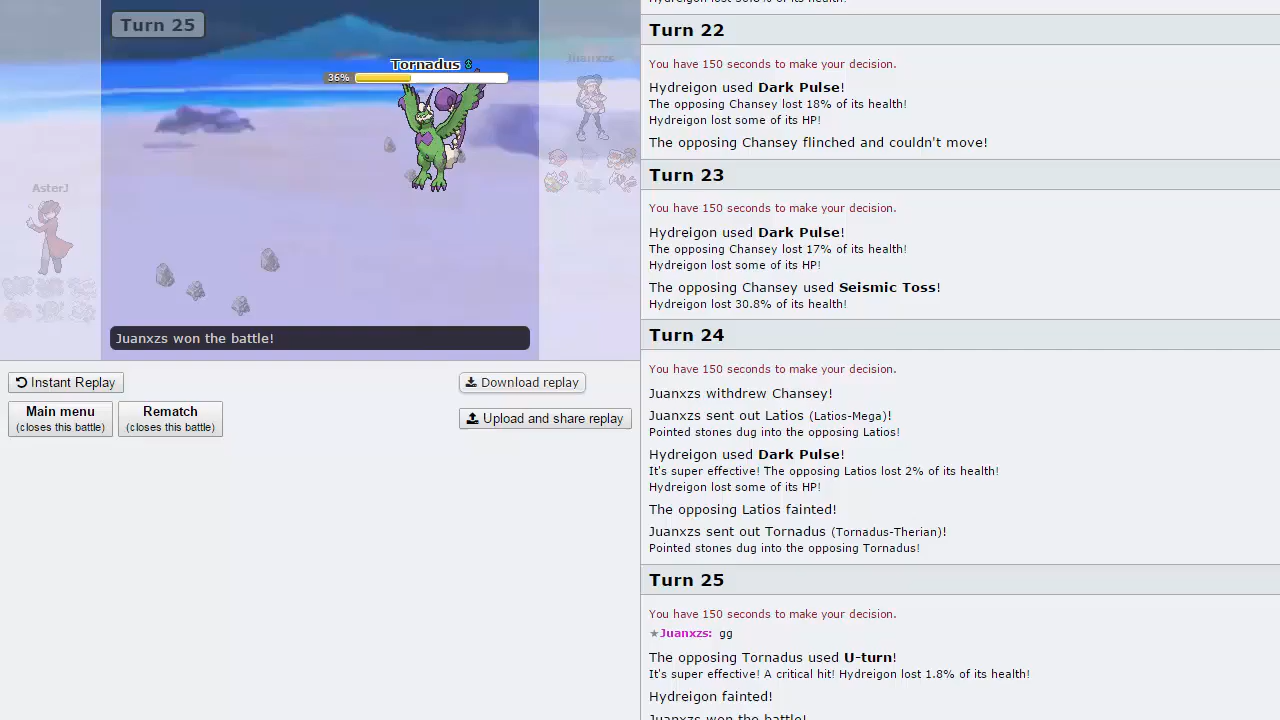 Turn 25
Tornadus
36%
Juanxzs
AsterJ
Juanxzs won the battle!
Instant Replay
Download replay
Main menu
(closes this battle)
Rematch
(closes this battle)
Upload and share replay
Turn 22
You have 150 seconds to make your decision.
Hydreigon used Dark Pulse!
The opposing Chansey lost 18% of its health!
Hydreigon lost some of its HP!
The opposing Chansey flinched and couldn't move!
Turn 23
You have 150 seconds to make your decision.
Hydreigon used Dark Pulse!
The opposing Chansey lost 17% of its health!
Hydreigon lost some of its HP!
The opposing Chansey used Seismic Toss!
Hydreigon lost 30.8% of its health!
Turn 24
You have 150 seconds to make your decision.
Juanxzs withdrew Chansey!
Juanxzs sent out Latios (Latios-Mega)!
Pointed stones dug into the opposing Latios!
Hydreigon used Dark Pulse!
It's super effective! The opposing Latios lost 2% of its health!
Hydreigon lost some of its HP!
The opposing Latios fainted!
Juanxzs sent out Tornadus (Tornadus-Therian)!
Pointed stones dug into the opposing Tornadus!
Turn 25
You have 150 seconds to make your decision.
★Juanxzs: gg
The opposing Tornadus used U-turn!
It's super effective! A critical hit! Hydreigon lost 1.8% of its health!
Hydreigon fainted!
Juanxzs won the battle!